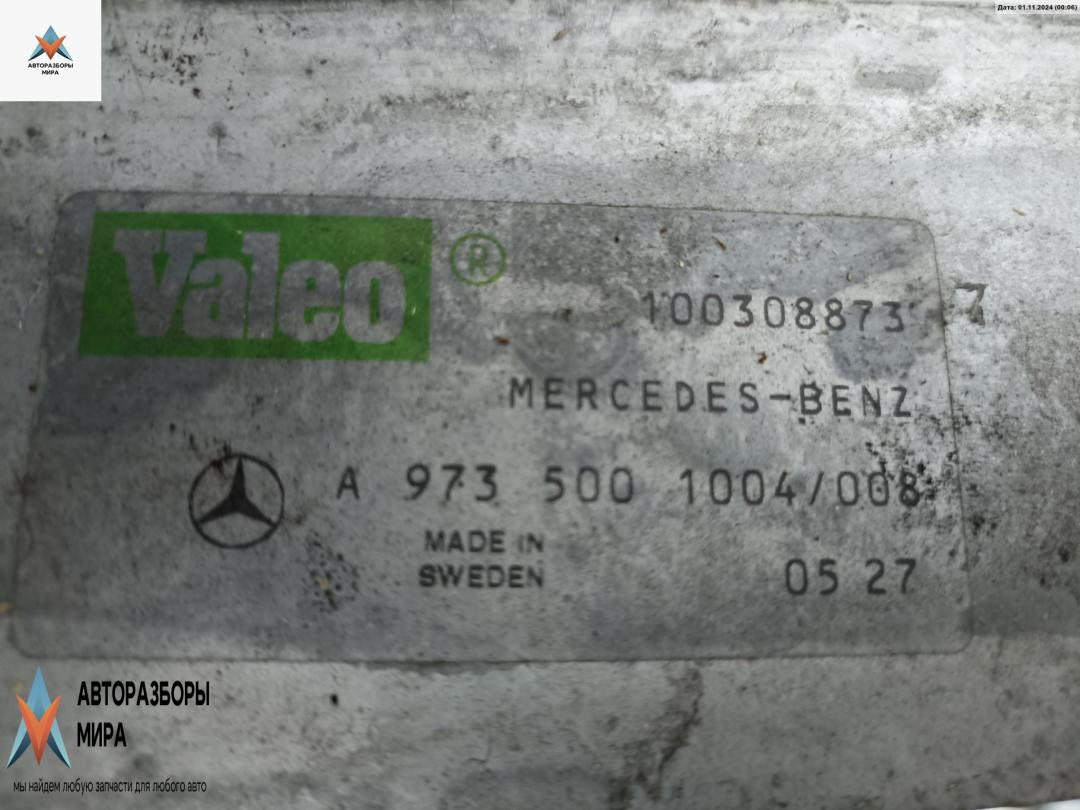 Дата: 01.11.2024 (00:06)
АВТОРАЗБОРЫ
МИРА
Valeo ®
100308873 7
MERCEDES-BENZ
A 973 500 1004/008
MADE IN
SWEDEN
05 27
АВТОРАЗБОРЫ
МИРА
мы найдем любую запчасти для любого авто